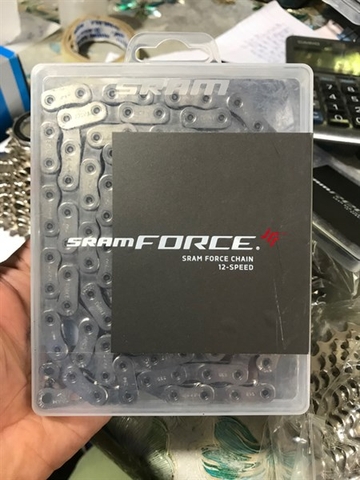 SRAM
SRAM FORCE.
SRAM FORCE CHAIN
12-SPEED